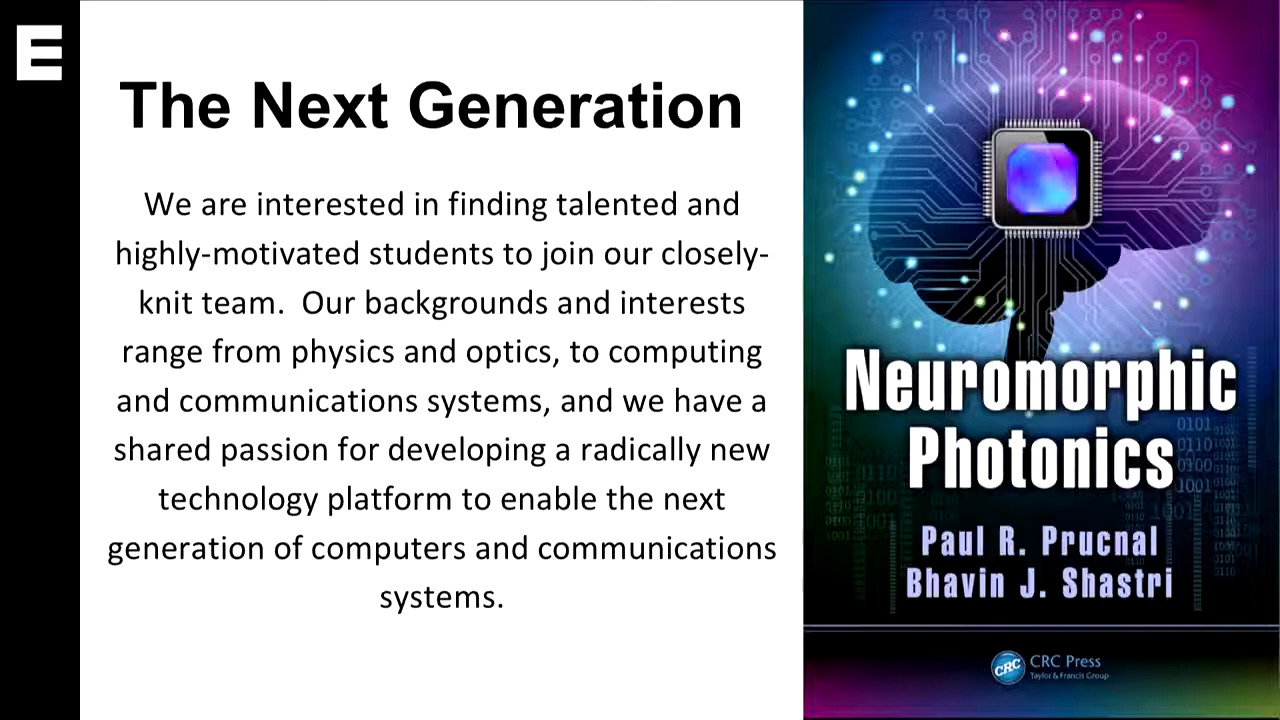 E
The Next Generation
We are interested in finding talented and
highly-motivated students to join our closely-
knit team.  Our backgrounds and interests
range from physics and optics, to computing
and communications systems, and we have a
shared passion for developing a radically new
technology platform to enable the next
generation of computers and communications
systems.
Neuromorphic
Photonics
Paul R. Prucnal
Bhavin J. Shastri
CRC CRC Press
Taylor & Francis Group